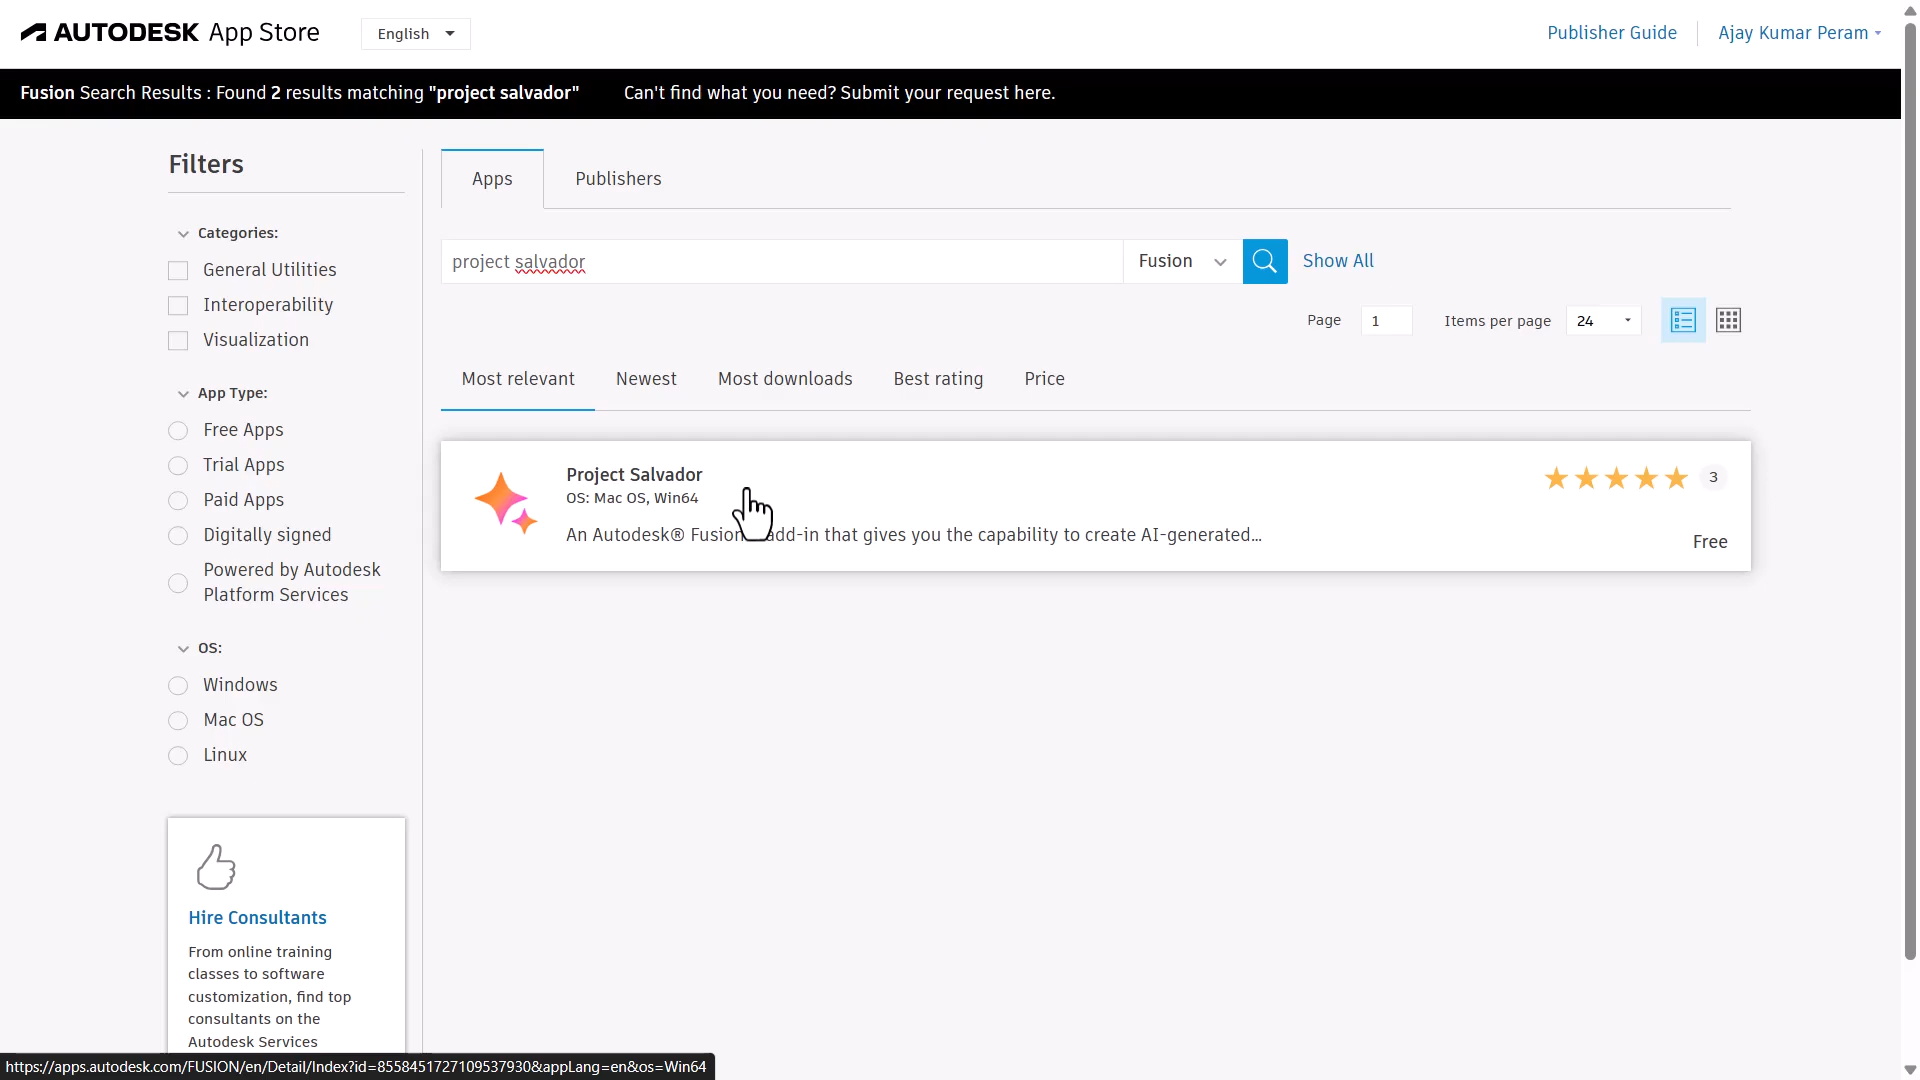 AUTODESK App Store
English
Publisher Guide
Ajay Kumar Peram
Fusion Search Results : Found 2 results matching "project salvador"
Can't find what you need? Submit your request here.
Filters
Categories:
General Utilities
Interoperability
Visualization
App Type:
Free Apps
Trial Apps
Paid Apps
Digitally signed
Powered by Autodesk
Platform Services
OS:
Windows
Mac OS
Linux
Hire Consultants
From online training
classes to software
customization, find top
consultants on the
Autodesk Services
Apps
Publishers
project salvador
Fusion
Show All
Page 1
Items per page 24
Most relevant
Newest
Most downloads
Best rating
Price
Project Salvador
OS: Mac OS, Win64
An Autodesk® Fusion add-in that gives you the capability to create AI-generated...
3
Free
https://apps.autodesk.com/FUSION/en/Detail/Index?id=8558451727109537930&appLang=en&os=Win64